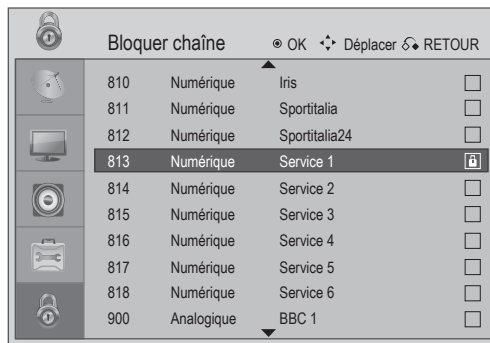 Bloquer chaîne OK Déplacer RETOUR
810 Numérique Iris
811 Numérique Sportitalia
812 Numérique Sportitalia24
813 Numérique Service 1
814 Numérique Service 2
815 Numérique Service 3
816 Numérique Service 4
817 Numérique Service 5
818 Numérique Service 6
900 Analogique BBC 1